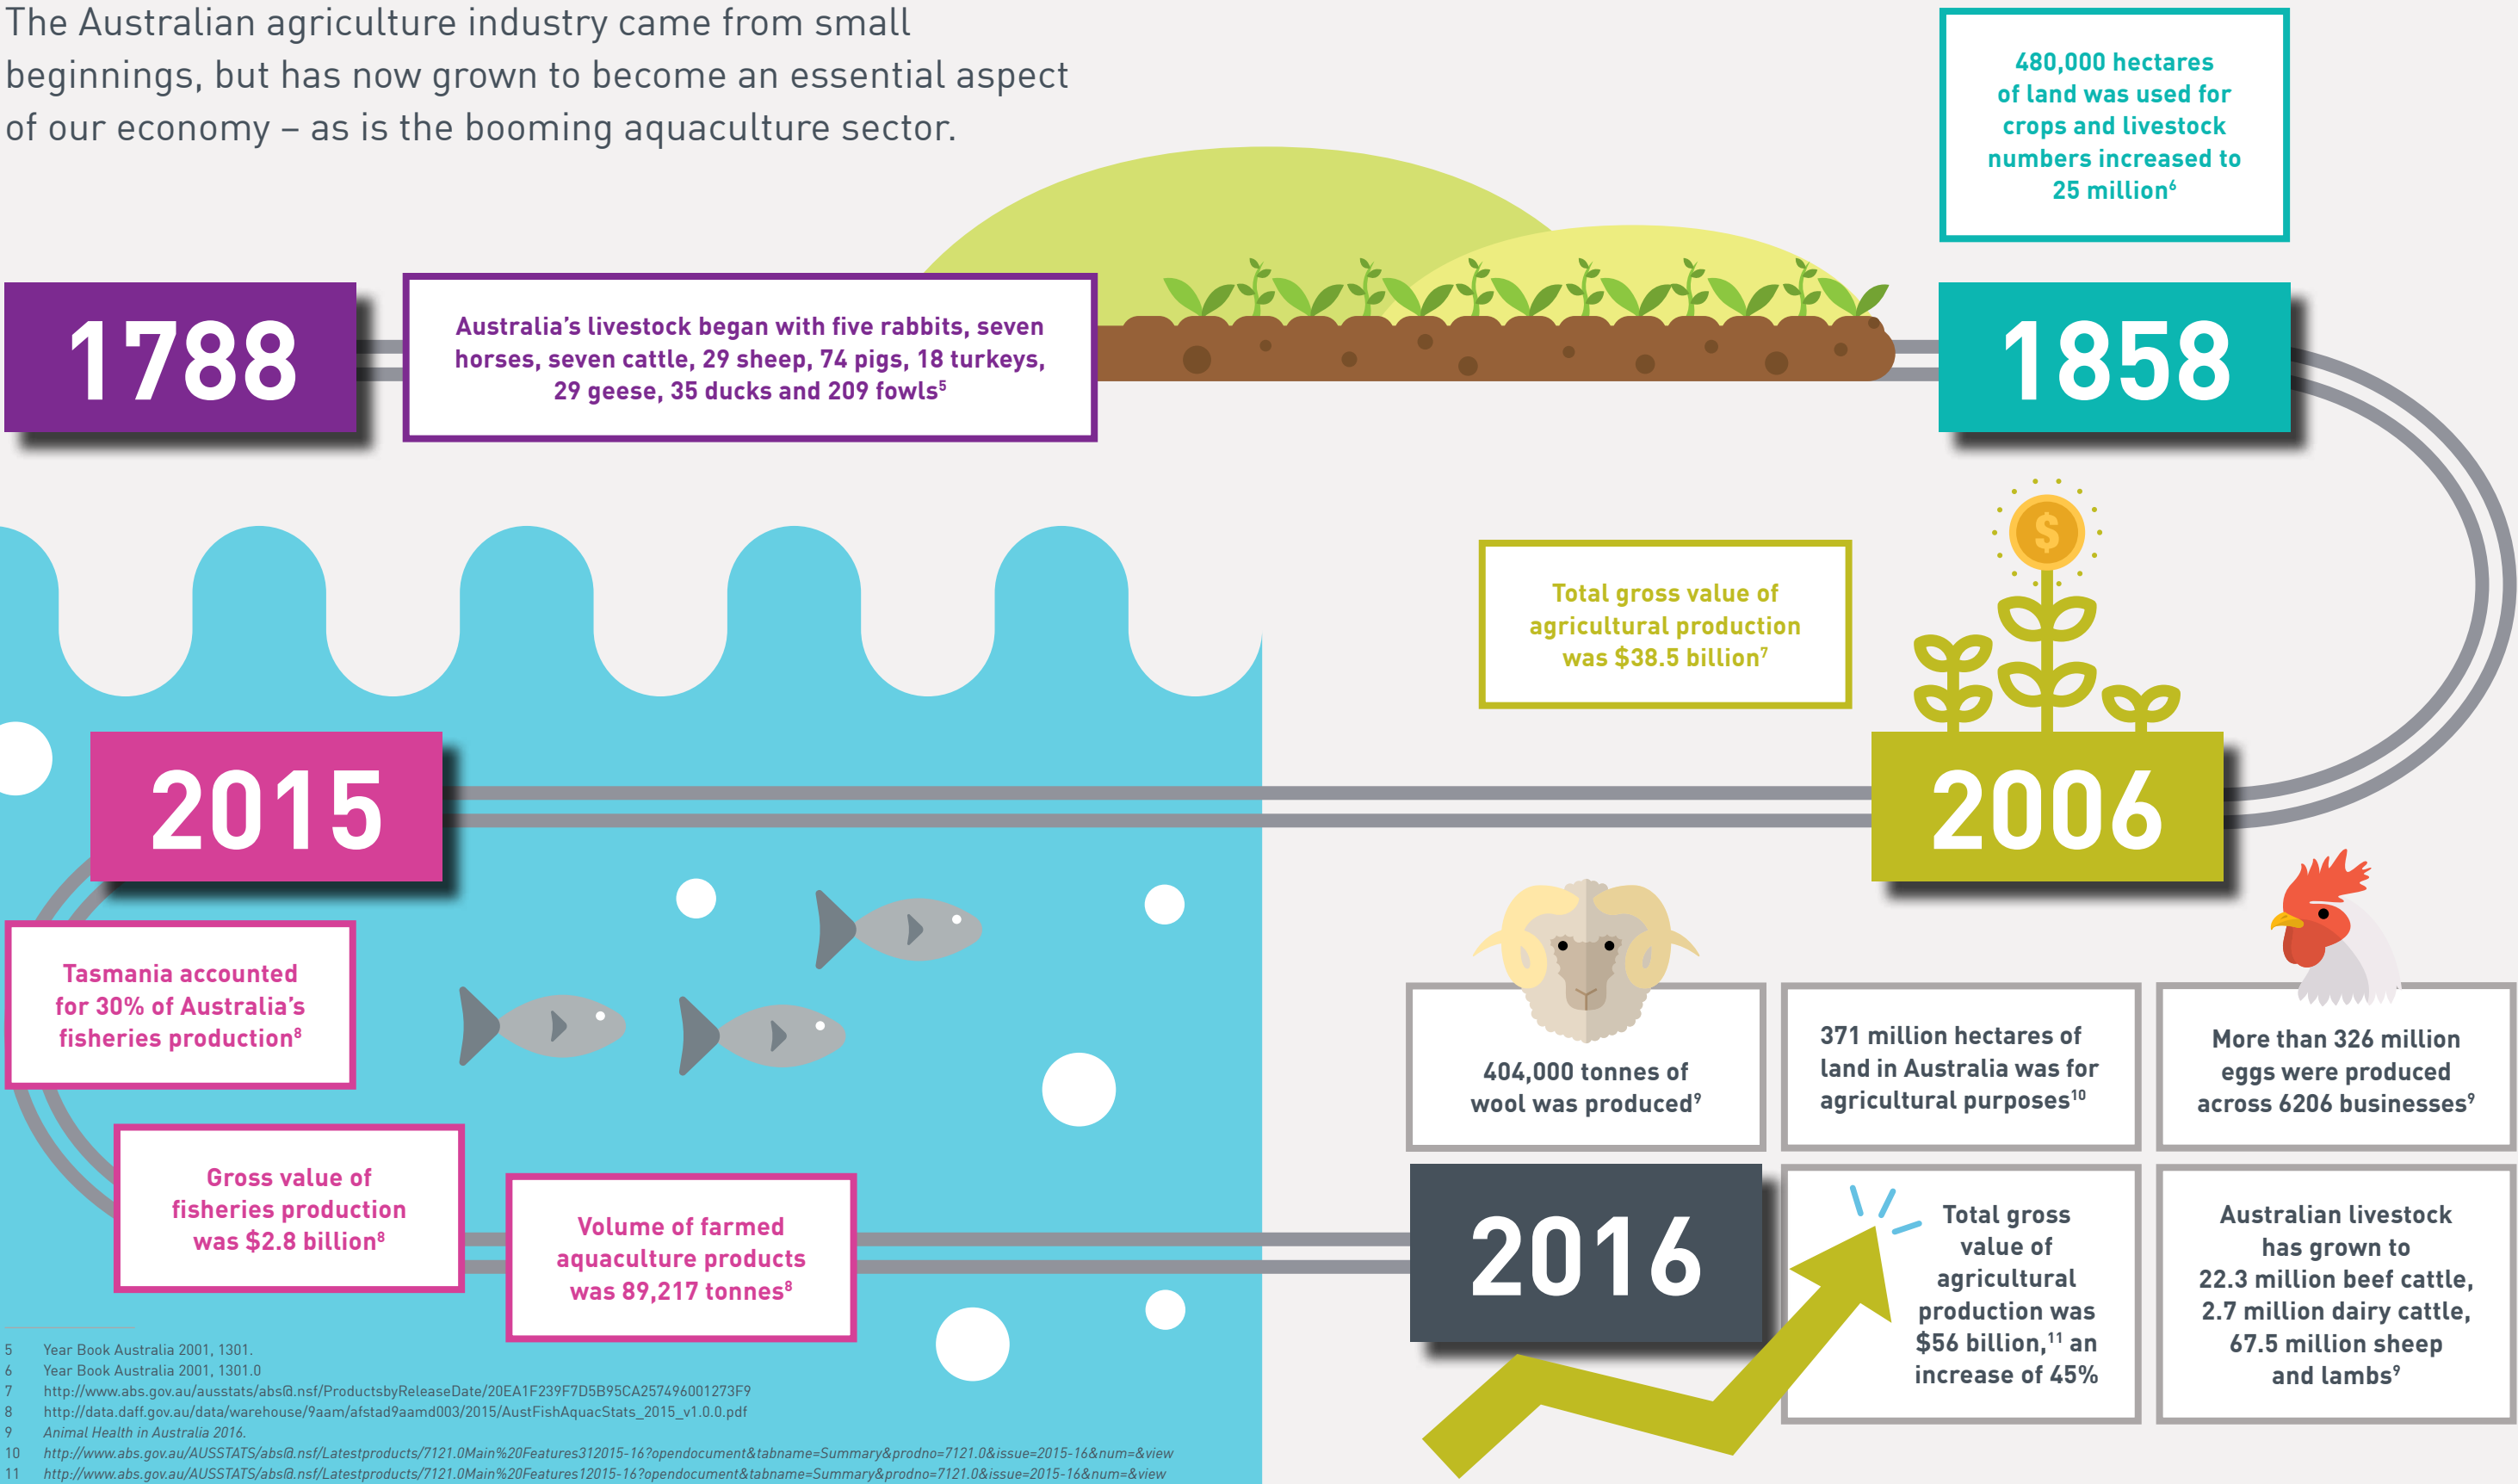 The Australian agriculture industry came from small
beginnings, but has now grown to become an essential aspect
of our economy – as is the booming aquaculture sector.
1788
Australia’s livestock began with five rabbits, seven
horses, seven cattle, 29 sheep, 74 pigs, 18 turkeys,
29 geese, 35 ducks and 209 fowls⁵
480,000 hectares
of land was used for
crops and livestock
numbers increased to
25 million⁶
1858
$
Total gross value of
agricultural production
was $38.5 billion⁷
2006
2015
Tasmania accounted
for 30% of Australia’s
fisheries production⁸
Gross value of
fisheries production
was $2.8 billion⁸
Volume of farmed
aquaculture products
was 89,217 tonnes⁸
404,000 tonnes of
wool was produced⁹
371 million hectares of
land in Australia was for
agricultural purposes¹⁰
More than 326 million
eggs were produced
across 6206 businesses⁹
2016
Total gross
value of
agricultural
production was
$56 billion,¹¹ an
increase of 45%
Australian livestock
has grown to
22.3 million beef cattle,
2.7 million dairy cattle,
67.5 million sheep
and lambs⁹
5 Year Book Australia 2001, 1301.
6 Year Book Australia 2001, 1301.0
7 http://www.abs.gov.au/ausstats/abs@.nsf/ProductsbyReleaseDate/20EA1F239F7D5B95CA257496001273F9
8 http://data.daff.gov.au/data/warehouse/9aam/afstad9aamd003/2015/AustFishAquacStats_2015_v1.0.0.pdf
9 Animal Health in Australia 2016.
10 http://www.abs.gov.au/AUSSTATS/abs@.nsf/Latestproducts/7121.0Main%20Features312015-16?opendocument&tabname=Summary&prodno=7121.0&issue=2015-16&num=&view
11 http://www.abs.gov.au/AUSSTATS/abs@.nsf/Latestproducts/7121.0Main%20Features12015-16?opendocument&tabname=Summary&prodno=7121.0&issue=2015-16&num=&view